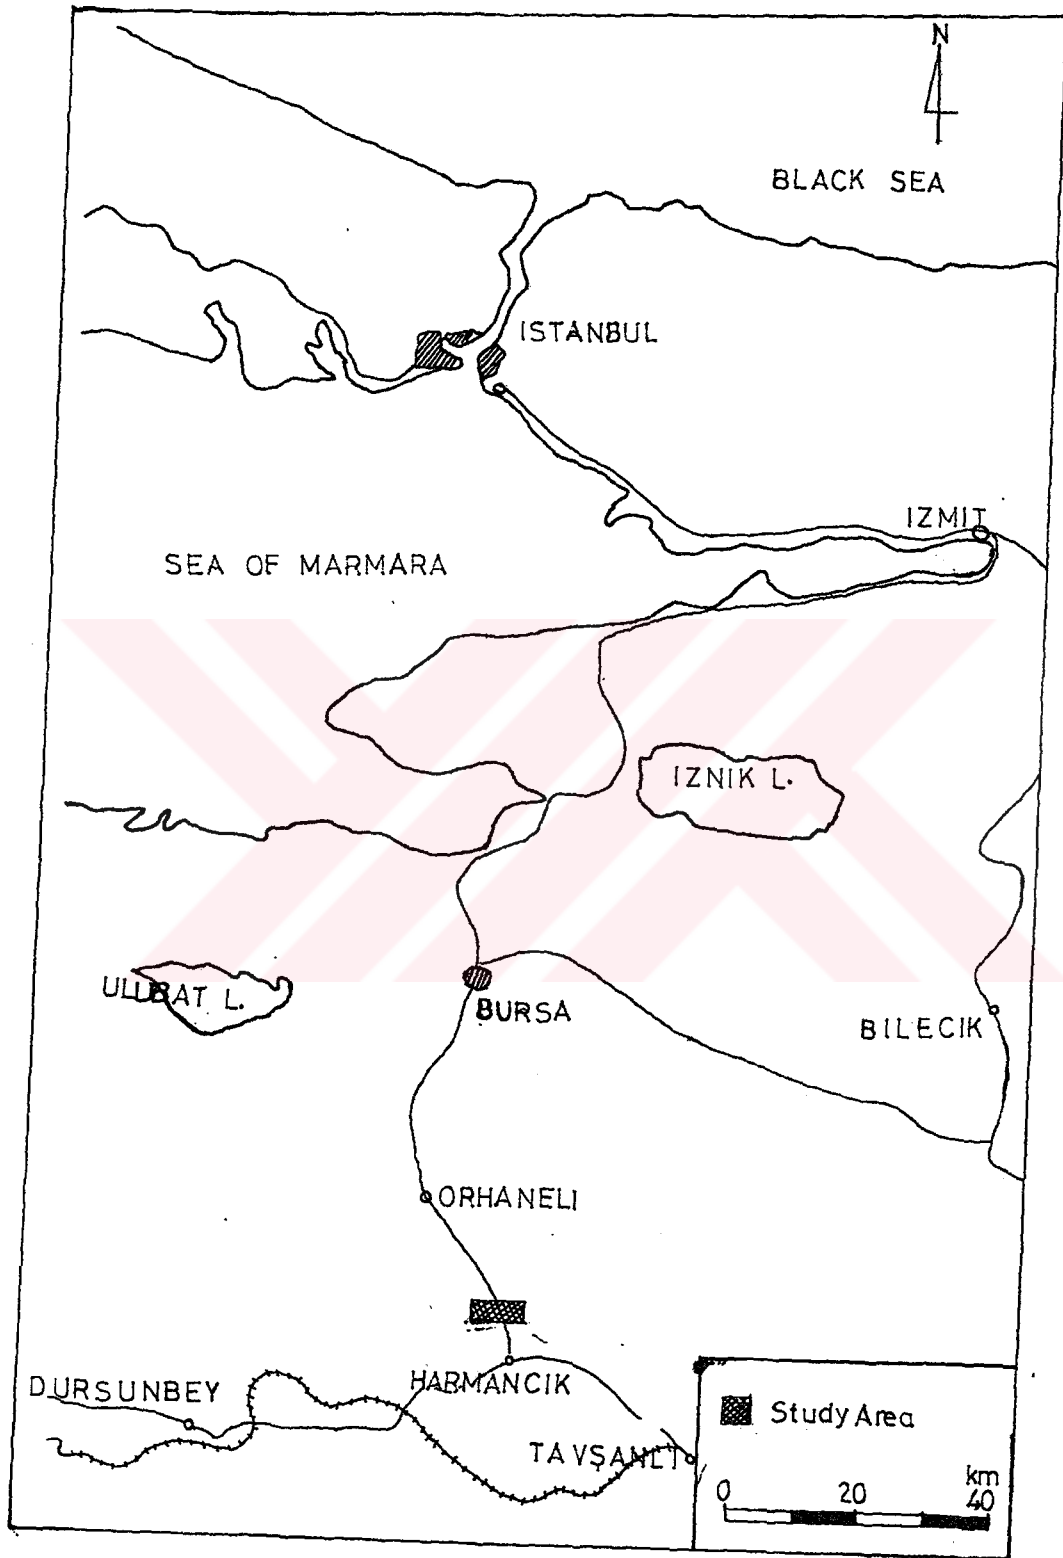 N
BLACK SEA
ISTANBUL
IZMIT
SEA OF MARMARA
IZNIK L.
ULUBAT L.
BURSA
BILECIK
ORHANELI
HARMANCIK
DURSUNBEY
TAVŞANLI
Study Area
km
0 20 40